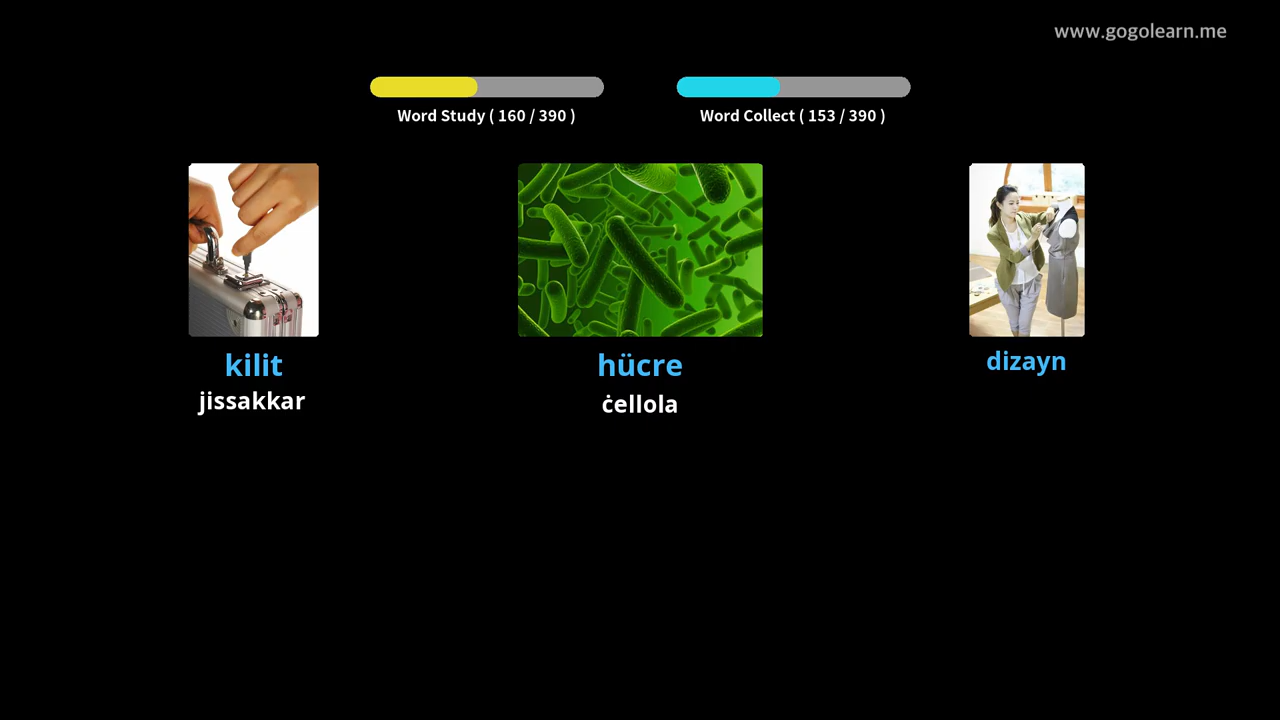 www.gogolearn.me
Word Study ( 160 / 390 )
Word Collect ( 153 / 390 )
kilit
jissakkar
hücre
ċellola
dizayn